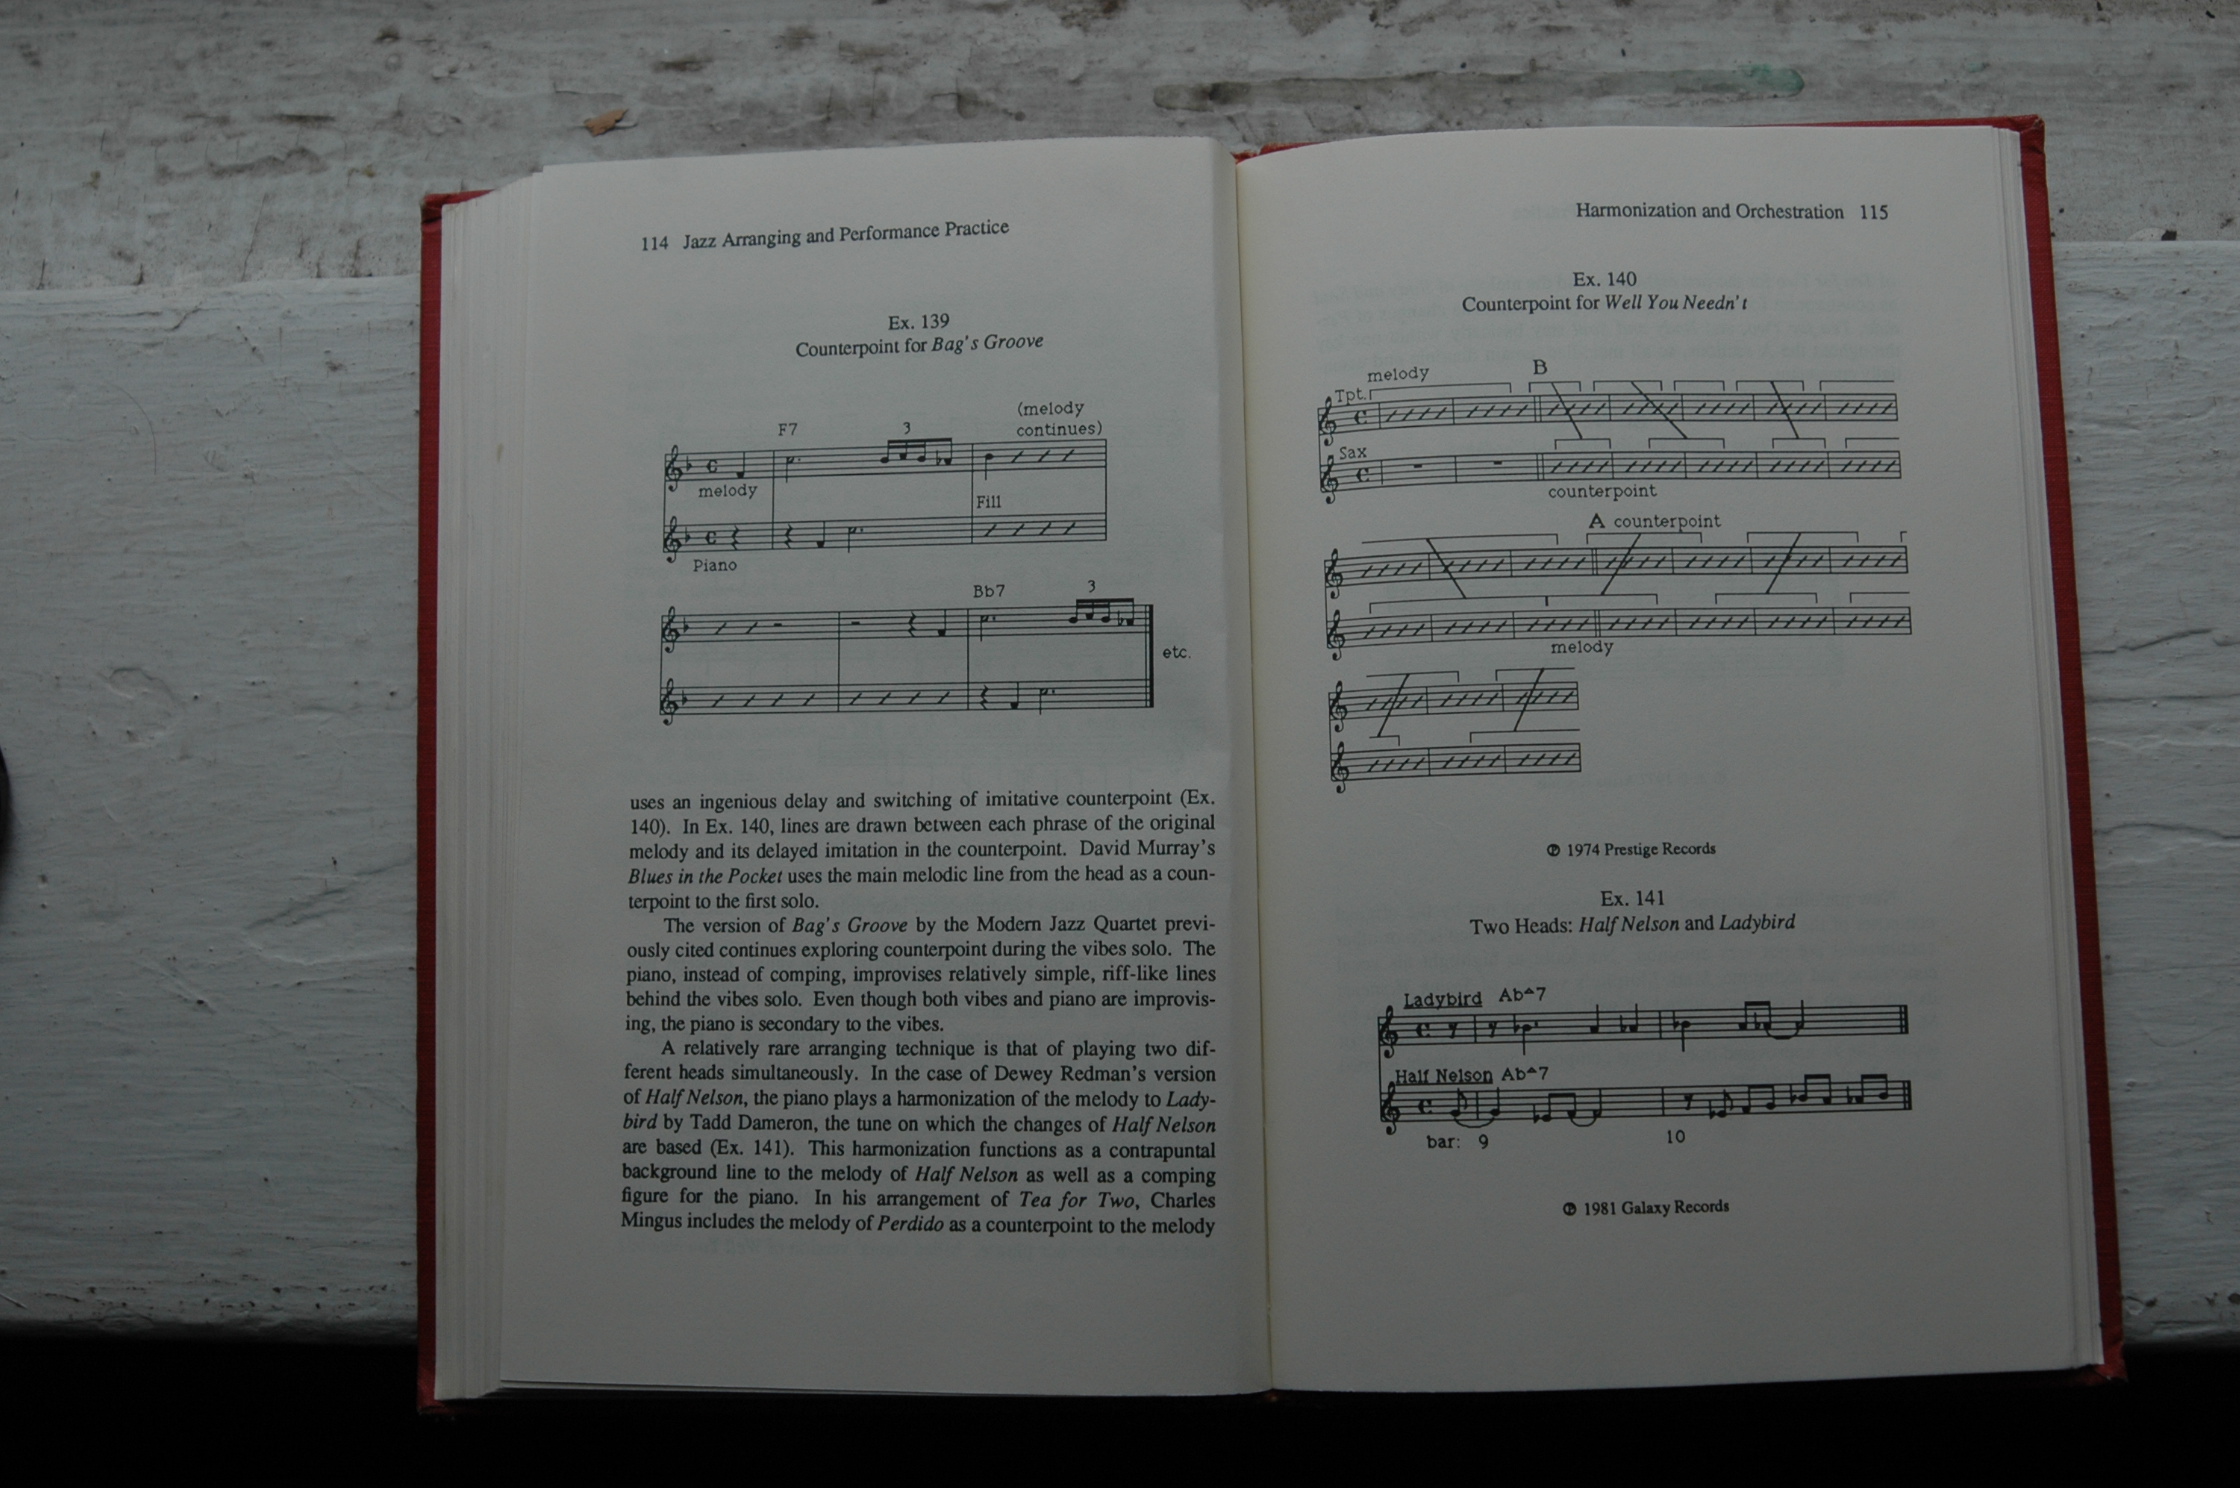 114 Jazz Arranging and Performance Practice
Ex. 139
Counterpoint for Bag's Groove
(melody
continues)
F7
3
melody
Fill
Piano
Bb7
3
etc.
uses an ingenious delay and switching of imitative counterpoint (Ex.
140). In Ex. 140, lines are drawn between each phrase of the original
melody and its delayed imitation in the counterpoint. David Murray's
Blues in the Pocket uses the main melodic line from the head as a coun-
terpoint to the first solo.
The version of Bag's Groove by the Modern Jazz Quartet previ-
ously cited continues exploring counterpoint during the vibes solo. The
piano, instead of comping, improvises relatively simple, riff-like lines
behind the vibes solo. Even though both vibes and piano are improvis-
ing, the piano is secondary to the vibes.
A relatively rare arranging technique is that of playing two dif-
ferent heads simultaneously. In the case of Dewey Redman's version
of Half Nelson, the piano plays a harmonization of the melody to Lady-
bird by Tadd Dameron, the tune on which the changes of Half Nelson
are based (Ex. 141). This harmonization functions as a contrapuntal
background line to the melody of Half Nelson as well as a comping
figure for the piano. In his arrangement of Tea for Two, Charles
Mingus includes the melody of Perdido as a counterpoint to the melody
Harmonization and Orchestration 115
Ex. 140
Counterpoint for Well You Needn't
melody
B
Tpt.
Sax
counterpoint
A counterpoint
melody
℗ 1974 Prestige Records
Ex. 141
Two Heads: Half Nelson and Ladybird
Ladybird Ab^7
Half Nelson Ab^7
bar: 9 10
℗ 1981 Galaxy Records